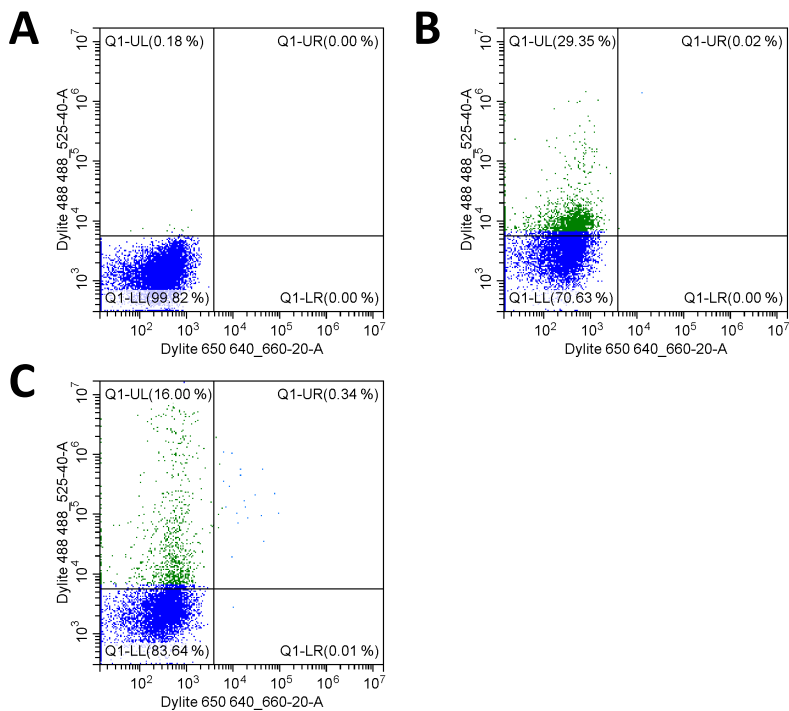 A
Q1-UL(0.18 %) Q1-UR(0.00 %)
Dylite 488 488_525-40-A
10^7
10^6
10^5
10^4
10^3
Q1-LL(99.82 %) Q1-LR(0.00 %)
10^2 10^3 10^4 10^5 10^6 10^7
Dylite 650 640_660-20-A
B
Q1-UL(29.35 %) Q1-UR(0.02 %)
Dylite 488 488_525-40-A
10^7
10^6
10^5
10^4
10^3
Q1-LL(70.63 %) Q1-LR(0.00 %)
10^2 10^3 10^4 10^5 10^6 10^7
Dylite 650 640_660-20-A
C
Q1-UL(16.00 %) Q1-UR(0.34 %)
Dylite 488 488_525-40-A
10^7
10^6
10^5
10^4
10^3
Q1-LL(83.64 %) Q1-LR(0.01 %)
10^2 10^3 10^4 10^5 10^6 10^7
Dylite 650 640_660-20-A